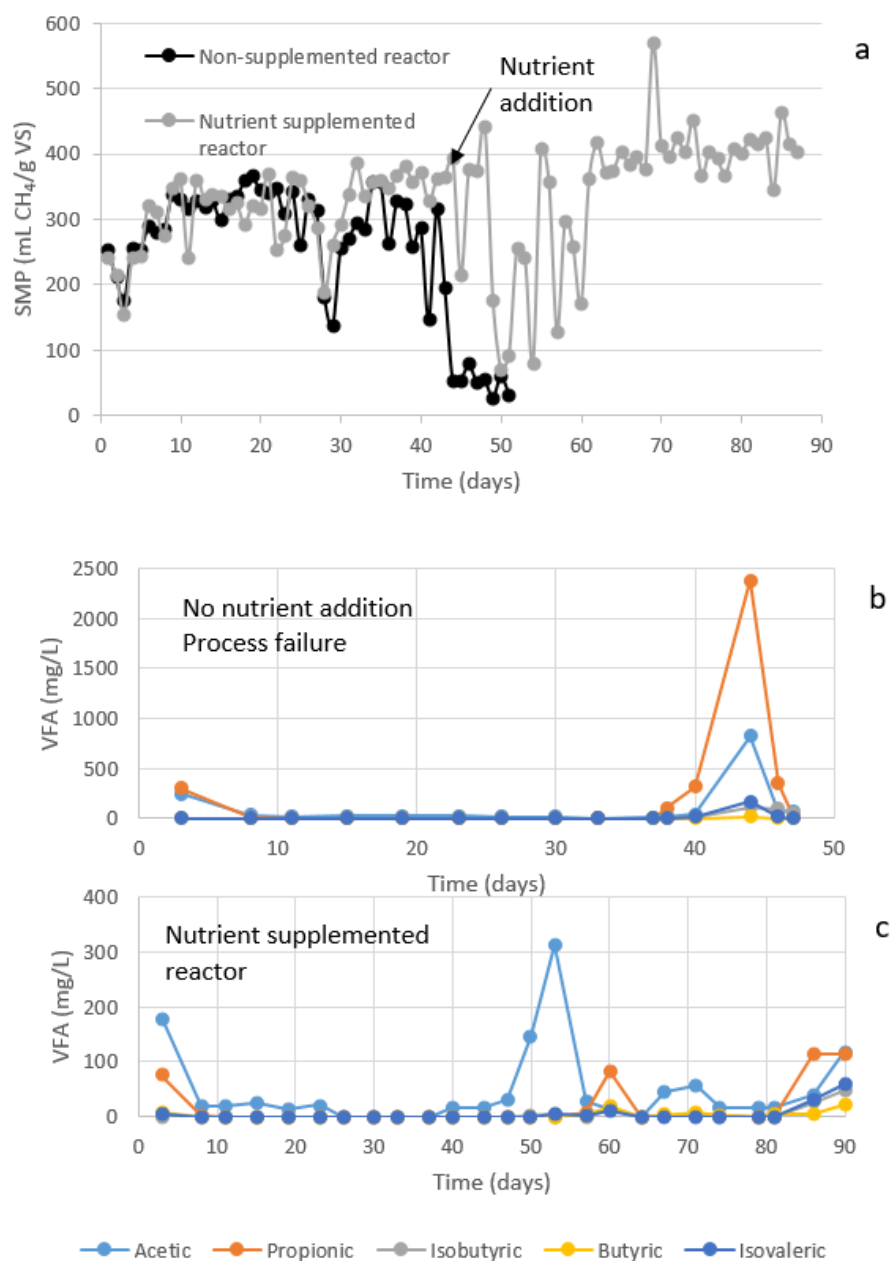 a
600
500
400
300
200
100
0
SMP (mL CH₄/g VS)
Non-supplemented reactor
Nutrient supplemented
reactor
Nutrient
addition
0 10 20 30 40 50 60 70 80 90
Time (days)
b
2500
2000
1500
1000
500
0
VFA (mg/L)
No nutrient addition
Process failure
0 10 20 30 40 50
Time (days)
c
400
300
200
100
0
VFA (mg/L)
Nutrient supplemented
reactor
0 10 20 30 40 50 60 70 80 90
Time (days)
Acetic Propionic Isobutyric Butyric Isovaleric